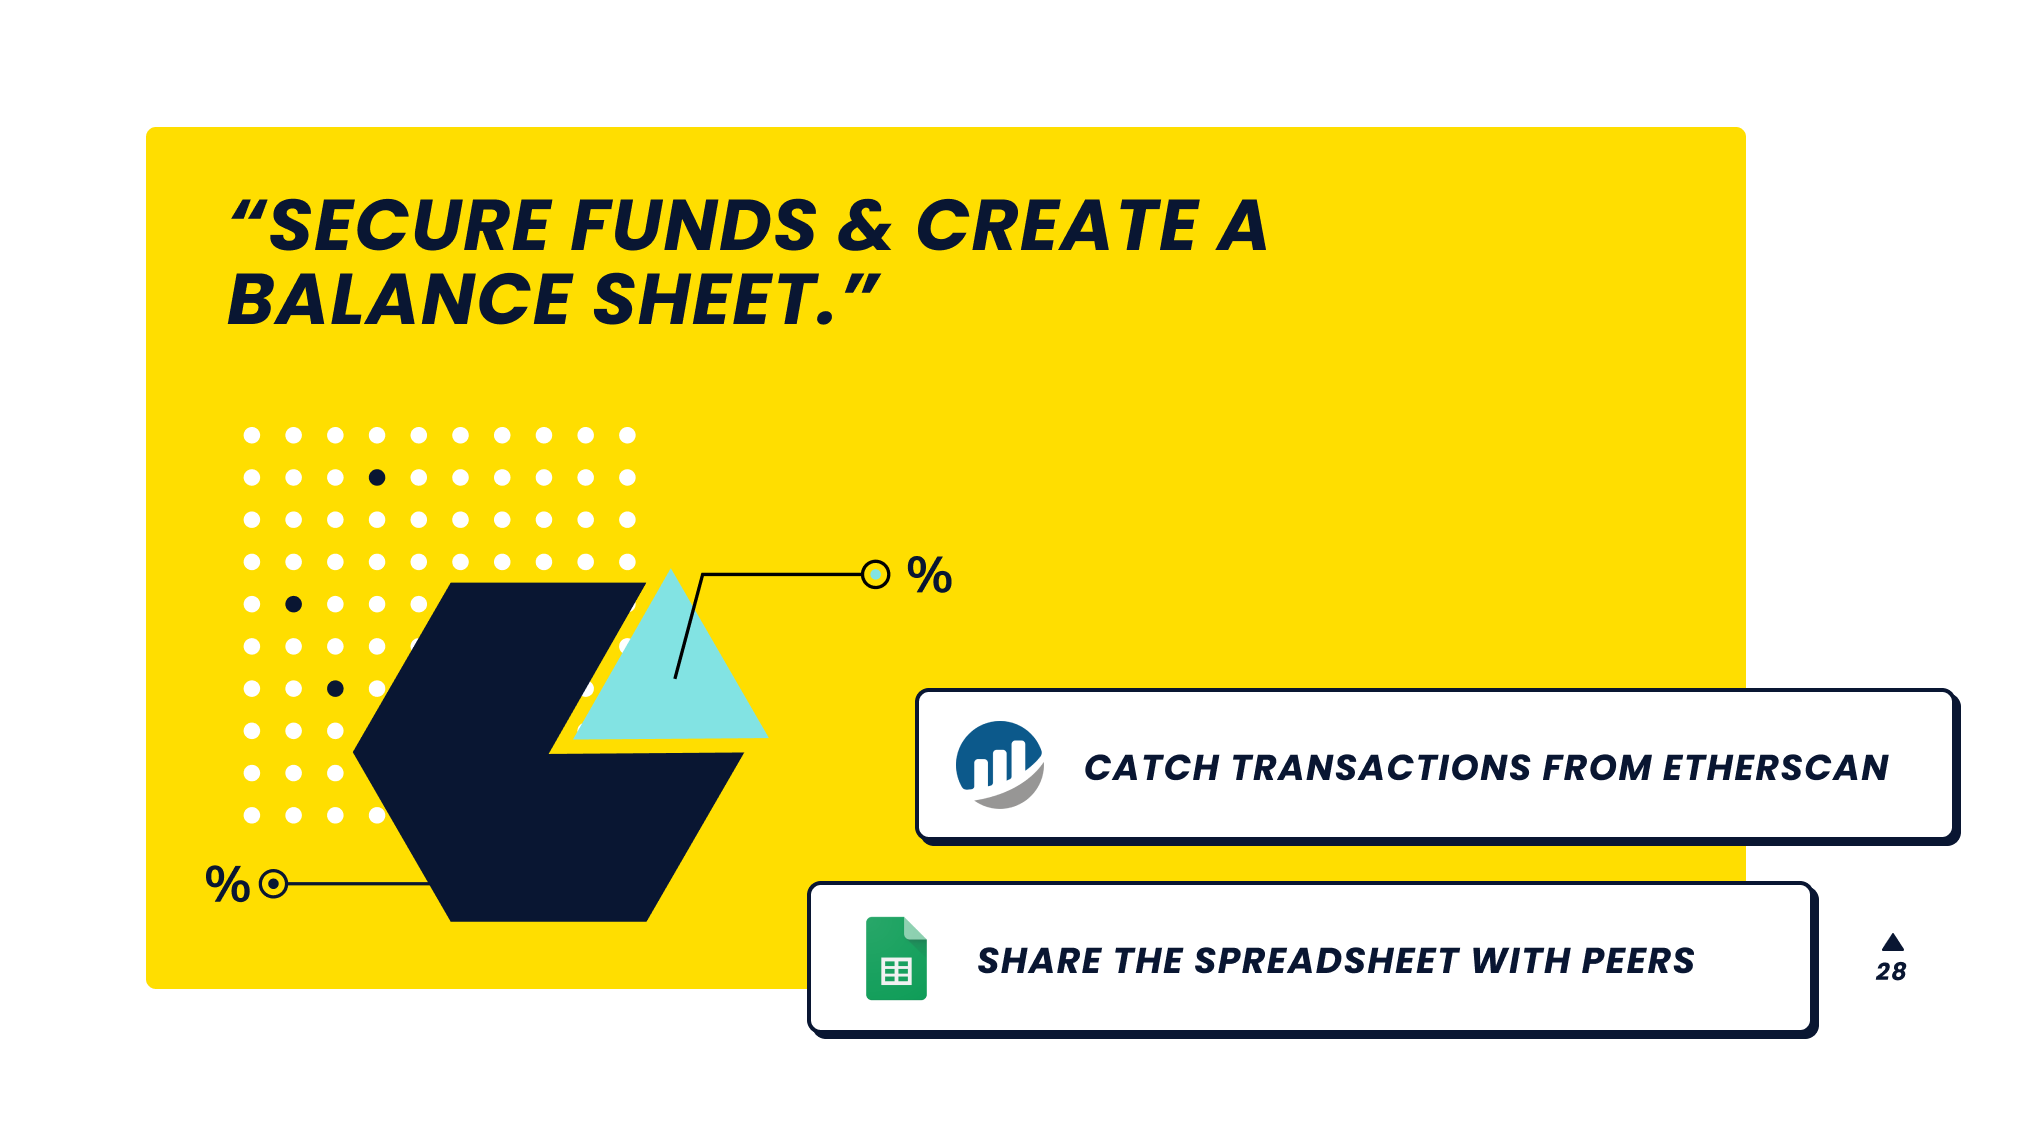 “SECURE FUNDS & CREATE A
BALANCE SHEET.”
%
%
CATCH TRANSACTIONS FROM ETHERSCAN
SHARE THE SPREADSHEET WITH PEERS
28